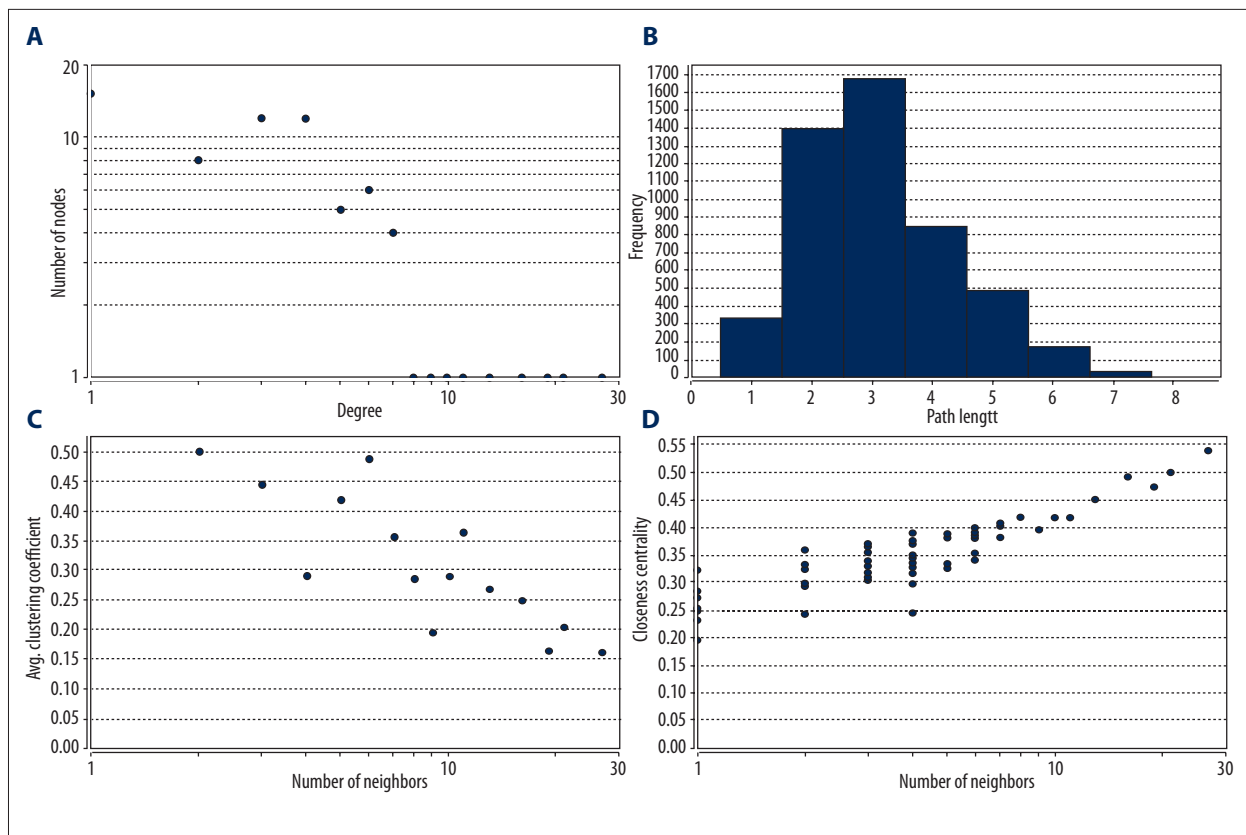 A
20
10
1
Number of nodes
1 10 30
Degree
B
1700
1600
1500
1400
1300
1200
1100
1000
900
800
700
600
500
400
300
200
100
0
Frequency
0 1 2 3 4 5 6 7 8
Path lengtt
C
0.50
0.45
0.40
0.35
0.30
0.25
0.20
0.15
0.10
0.05
0.00
Avg. clustering coefficient
1 10 30
Number of neighbors
D
0.55
0.50
0.45
0.40
0.35
0.30
0.25
0.20
0.15
0.10
0.05
0.00
Closeness centrality
1 10 30
Number of neighbors